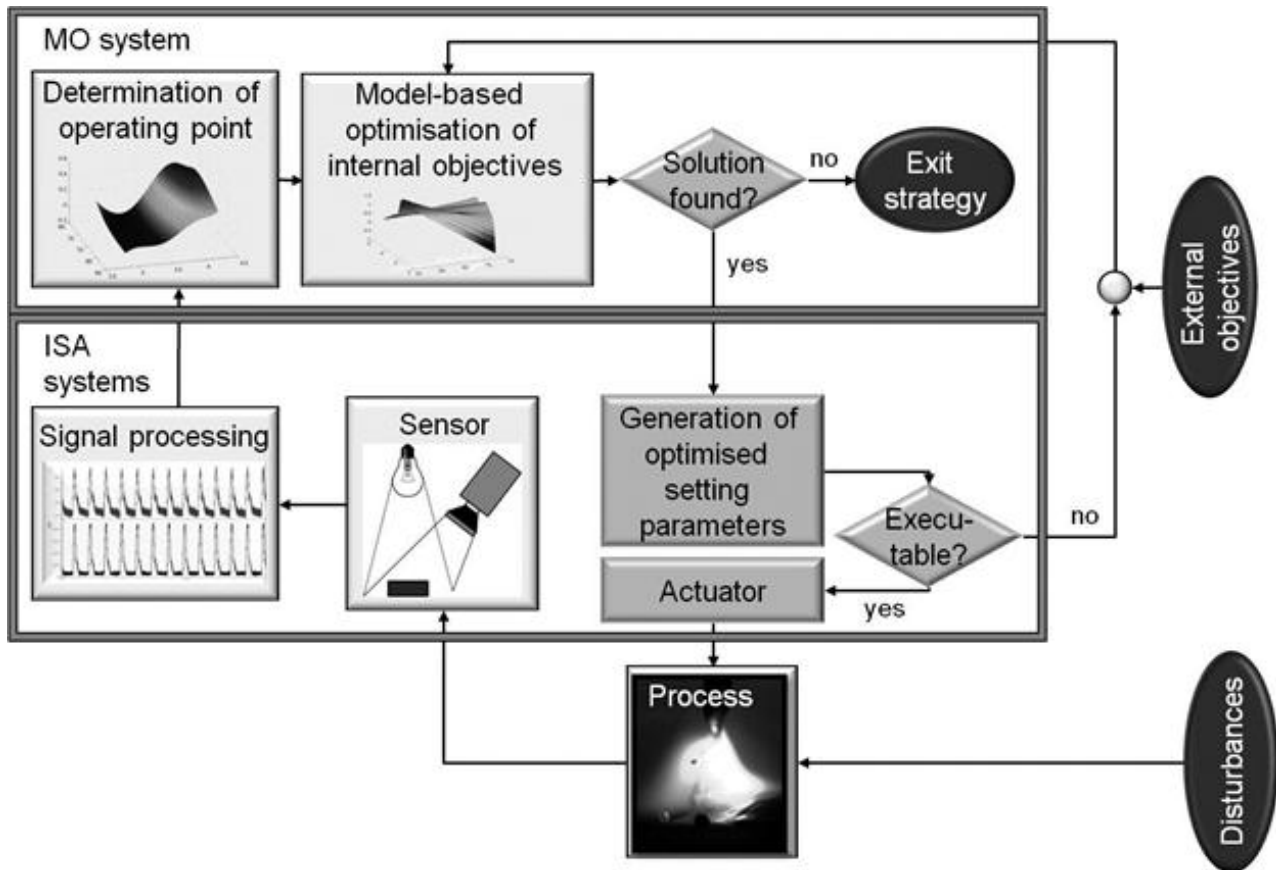 MO system
Determination of
operating point
Model-based
optimisation of
internal objectives
Solution
found?
no
Exit
strategy
yes
External
objectives
ISA
systems
Signal processing
Sensor
Generation of
optimised
setting
parameters
Execu-
table?
no
yes
Actuator
Process
Disturbances